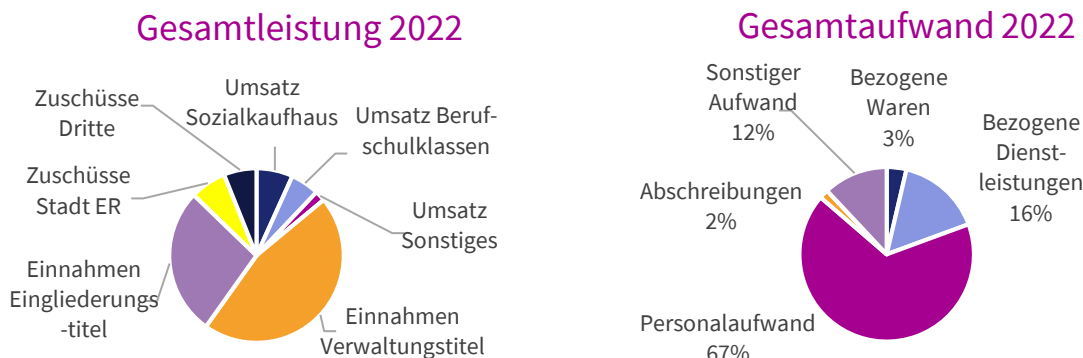 Gesamtleistung 2022
Zuschüsse
Dritte
Umsatz
Sozialkaufhaus
Umsatz Beruf-
schulklassen
Zuschüsse
Stadt ER
Umsatz
Sonstiges
Einnahmen
Eingliederungs
-titel
Einnahmen
Verwaltungstitel
Gesamtaufwand 2022
Sonstiger
Aufwand
12%
Bezogene
Waren
3%
Bezogene
Dienst-
leistungen
16%
Abschreibungen
2%
Personalaufwand
67%